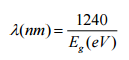 λ(nm) = 1240 / E_g(eV)